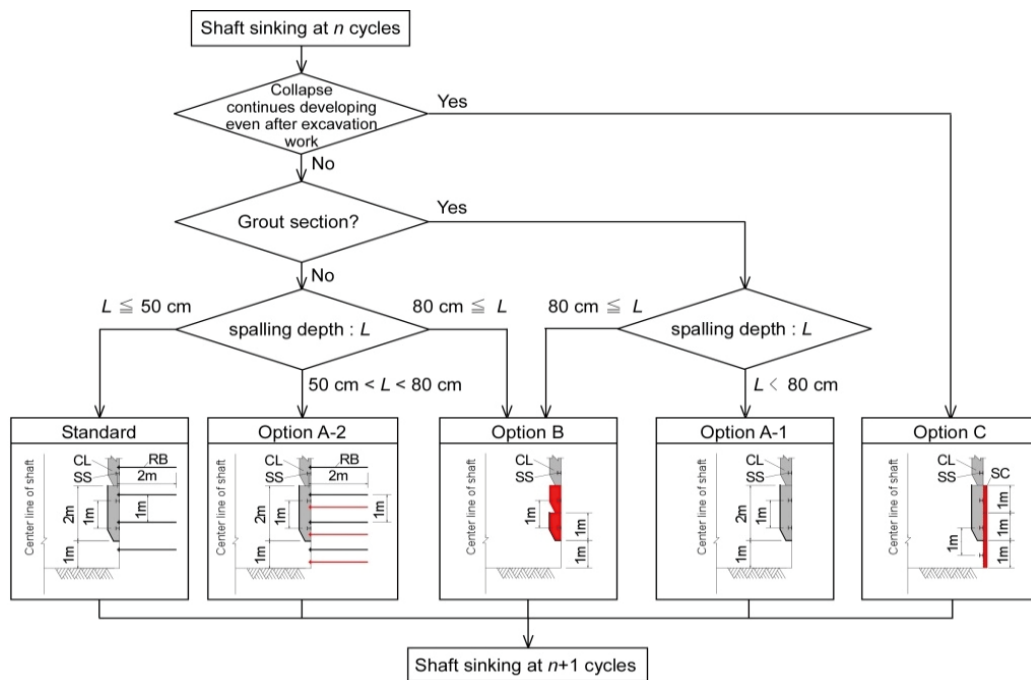 Shaft sinking at n cycles
Collapse
continues developing
even after excavation
work
Yes
No
Grout section?
Yes
No
L ≦ 50 cm
spalling depth : L
80 cm ≦ L
80 cm ≦ L
spalling depth : L
50 cm < L < 80 cm
L < 80 cm
Standard
Center line of shaft
CL
SS
RB
2m
2m
1m
1m
1m
Option A-2
Center line of shaft
CL
SS
RB
2m
2m
1m
1m
1m
Option B
Center line of shaft
CL
SS
1m
1m
1m
Option A-1
Center line of shaft
CL
SS
2m
1m
1m
Option C
Center line of shaft
CL
SS
SC
1m
1m
1m
1m
Shaft sinking at n+1 cycles